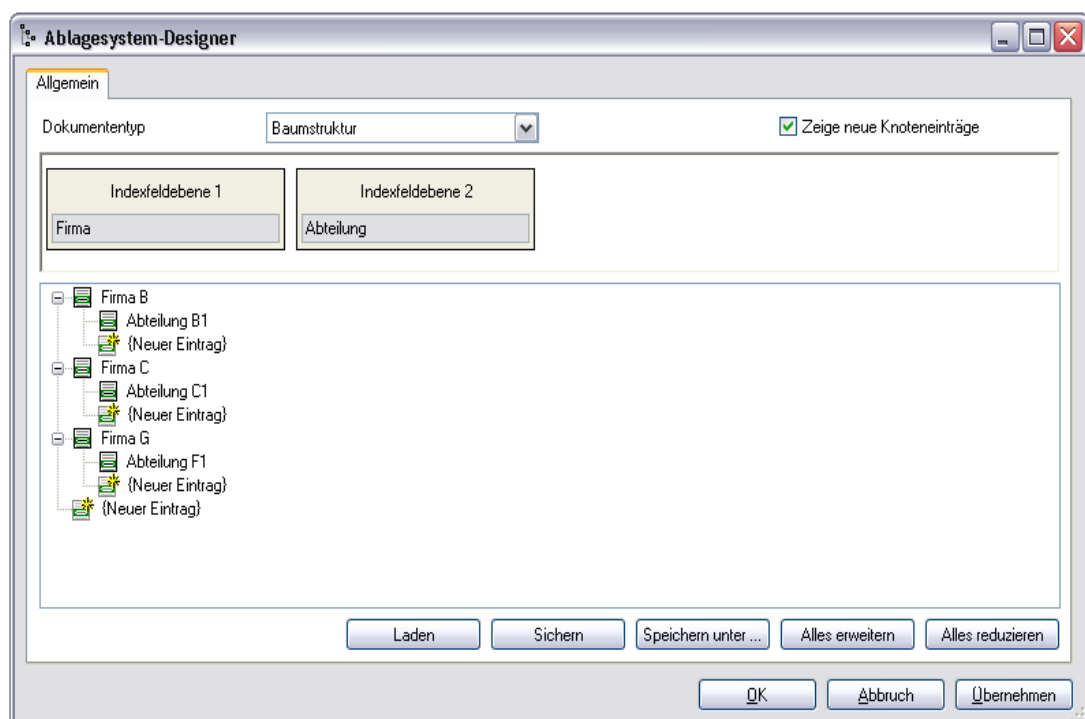 Ablagesystem-Designer
Allgemein
Dokumententyp Baumstruktur Zeige neue Knoteneinträge
Indexfeldebene 1 Indexfeldebene 2
Firma Abteilung
Firma B
Abteilung B1
{Neuer Eintrag}
Firma C
Abteilung C1
{Neuer Eintrag}
Firma G
Abteilung F1
{Neuer Eintrag}
{Neuer Eintrag}
Laden Sichern Speichern unter ... Alles erweitern Alles reduzieren
OK Abbruch Übernehmen